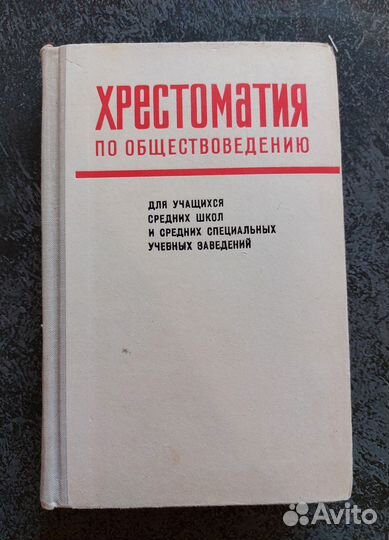 ХРЕСТОМАТИЯ
ПО ОБЩЕСТВОВЕДЕНИЮ
ДЛЯ УЧАЩИХСЯ
СРЕДНИХ ШКОЛ
И СРЕДНИХ СПЕЦИАЛЬНЫХ
УЧЕБНЫХ ЗАВЕДЕНИЙ
Avito